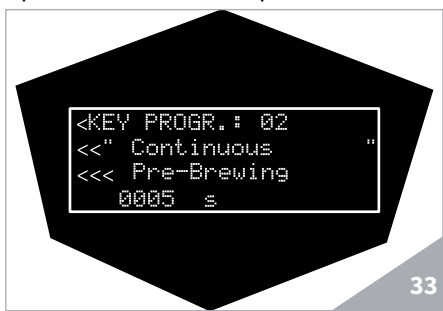 <KEY PROGR.: 02
<<" Continuous "
<<< Pre-Brewing
0005 s
33